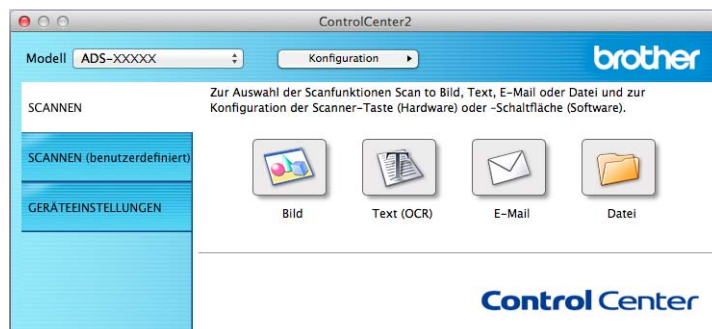 ControlCenter2
Modell ADS-XXXXX Konfiguration brother
SCANNEN
Zur Auswahl der Scanfunktionen Scan to Bild, Text, E-Mail oder Datei und zur
Konfiguration der Scanner-Taste (Hardware) oder -Schaltfläche (Software).
SCANNEN (benutzerdefiniert)
GERÄTEEINSTELLUNGEN
Bild Text (OCR) E-Mail Datei
Control Center